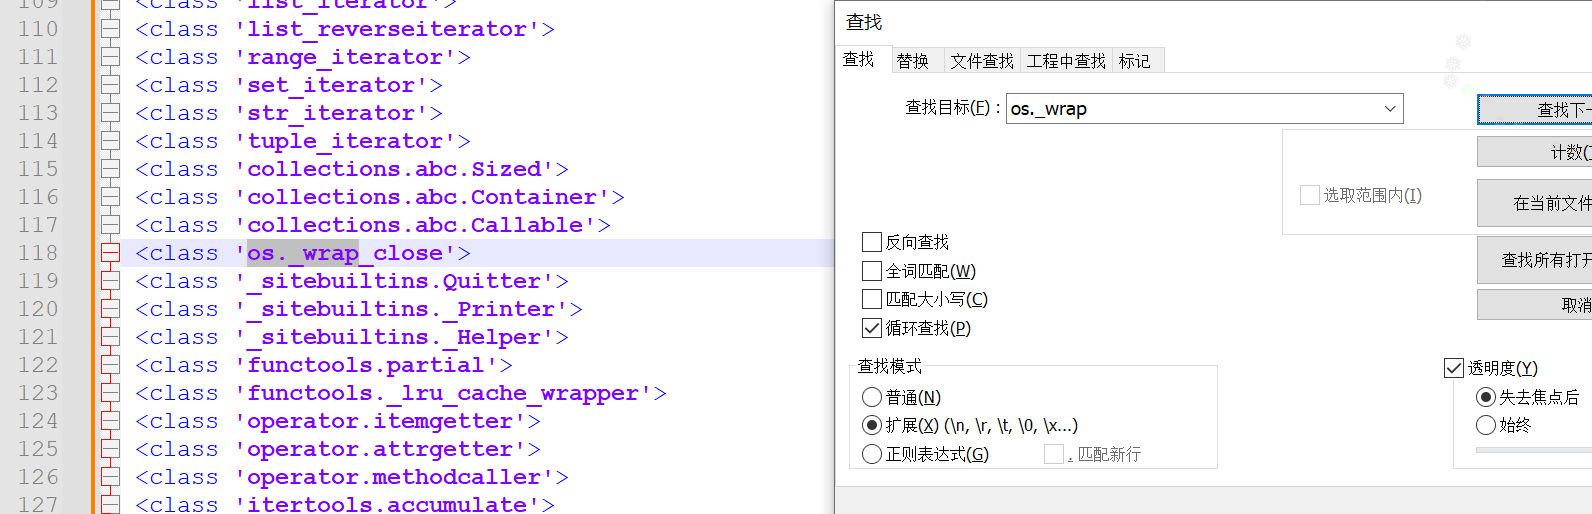 109 <class 'list_iterator'>
110 <class 'list_reverseiterator'>
111 <class 'range_iterator'>
112 <class 'set_iterator'>
113 <class 'str_iterator'>
114 <class 'tuple_iterator'>
115 <class 'collections.abc.Sized'>
116 <class 'collections.abc.Container'>
117 <class 'collections.abc.Callable'>
118 <class 'os._wrap_close'>
119 <class '_sitebuiltins.Quitter'>
120 <class '_sitebuiltins._Printer'>
121 <class '_sitebuiltins._Helper'>
122 <class 'functools.partial'>
123 <class 'functools._lru_cache_wrapper'>
124 <class 'operator.itemgetter'>
125 <class 'operator.attrgetter'>
126 <class 'operator.methodcaller'>
127 <class 'itertools.accumulate'>
查找
查找 替换 文件查找 工程中查找 标记
查找目标(F) : os._wrap
查找下一
计数(
选取范围内(I)
在当前文件
反向查找
查找所有打开
全词匹配(W)
匹配大小写(C)
取消
循环查找(P)
查找模式
透明度(Y)
普通(N)
失去焦点后
扩展(X) (\n, \r, \t, \0, \x...)
始终
正则表达式(G)
. 匹配新行